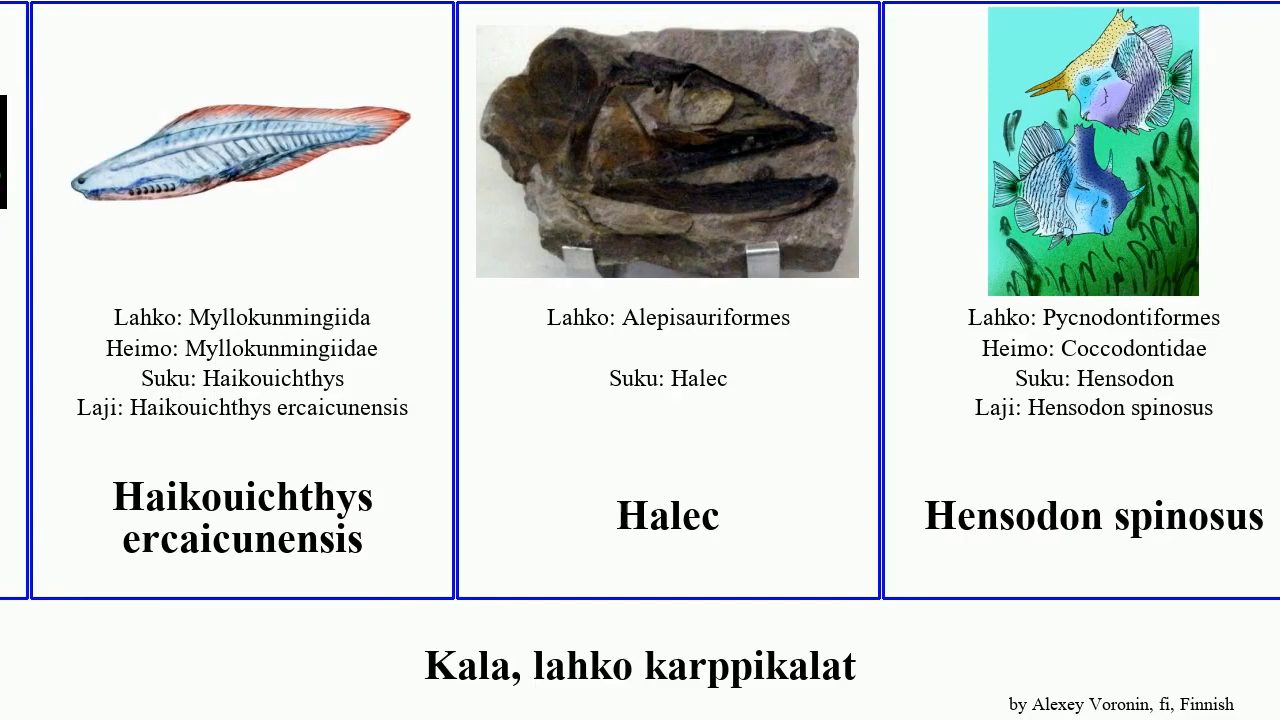 Lahko: Myllokunmingiida
Heimo: Myllokunmingiidae
Suku: Haikouichthys
Laji: Haikouichthys ercaicunensis
Haikouichthys
ercaicunensis
Lahko: Alepisauriformes
Suku: Halec
Halec
Lahko: Pycnodontiformes
Heimo: Coccodontidae
Suku: Hensodon
Laji: Hensodon spinosus
Hensodon spinosus
Kala, lahko karppikalat
by Alexey Voronin, fi, Finnish